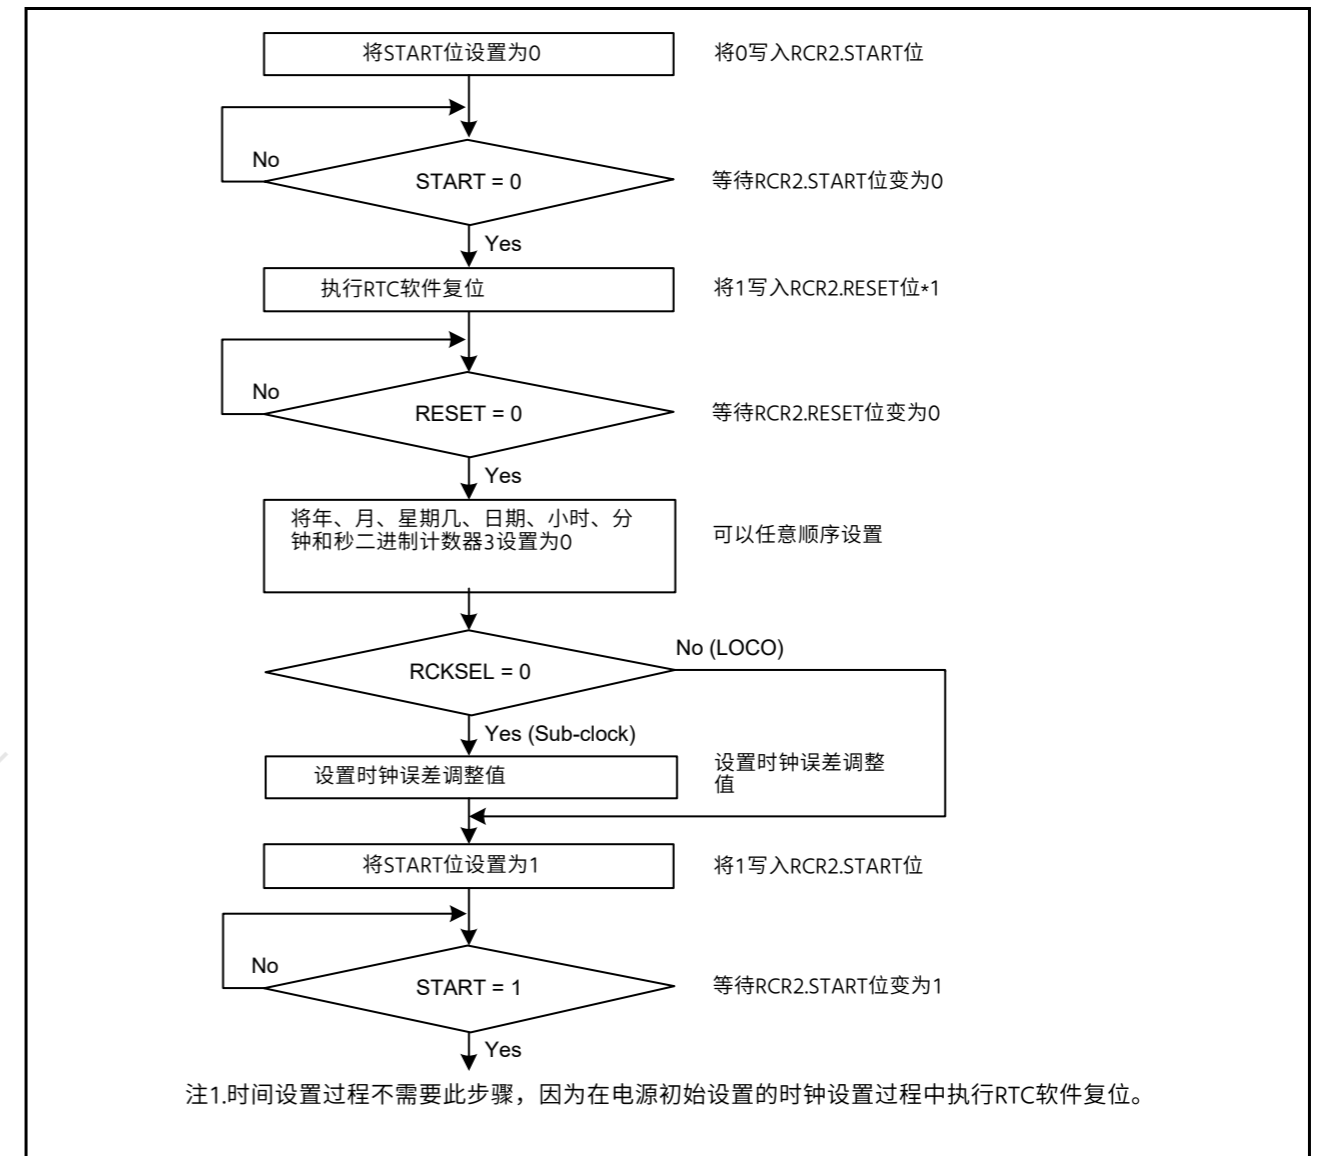 将START位设置为0
将0写入RCR2.START位
No
START = 0
等待RCR2.START位变为0
Yes
执行RTC软件复位
将1写入RCR2.RESET位*1
No
RESET = 0
等待RCR2.RESET位变为0
Yes
将年、月、星期几、日期、小时、分
钟和秒二进制计数器3设置为0
可以任意顺序设置
No (LOCO)
RCKSEL = 0
Yes (Sub-clock)
设置时钟误差调整值
设置时钟误差调整
值
将START位设置为1
将1写入RCR2.START位
No
START = 1
等待RCR2.START位变为1
Yes
注1.时间设置过程不需要此步骤，因为在电源初始设置的时钟设置过程中执行RTC软件复位。